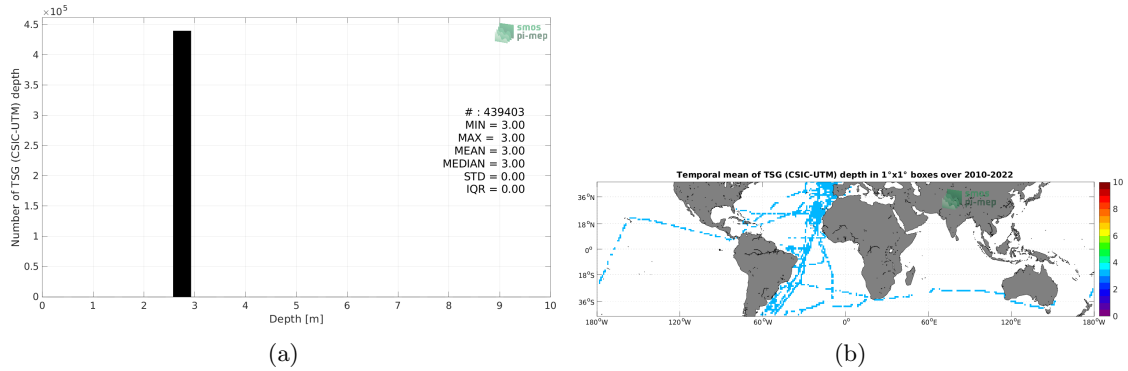 ×10⁵
4.5
4
3.5
3
2.5
2
1.5
1
0.5
0
Number of TSG (CSIC-UTM) depth
smos
pi-mep
# : 439403
MIN = 3.00
MAX = 3.00
MEAN = 3.00
MEDIAN = 3.00
STD = 0.00
IQR = 0.00
0 1 2 3 4 5 6 7 8 9 10
Depth [m]
(a)
Temporal mean of TSG (CSIC-UTM) depth in 1°x1° boxes over 2010-2022
smos
pi-mep
36°N
18°N
0°
18°S
36°S
180°W 120°W 60°W 0° 60°E 120°E 180°E
10
8
6
4
2
0
(b)